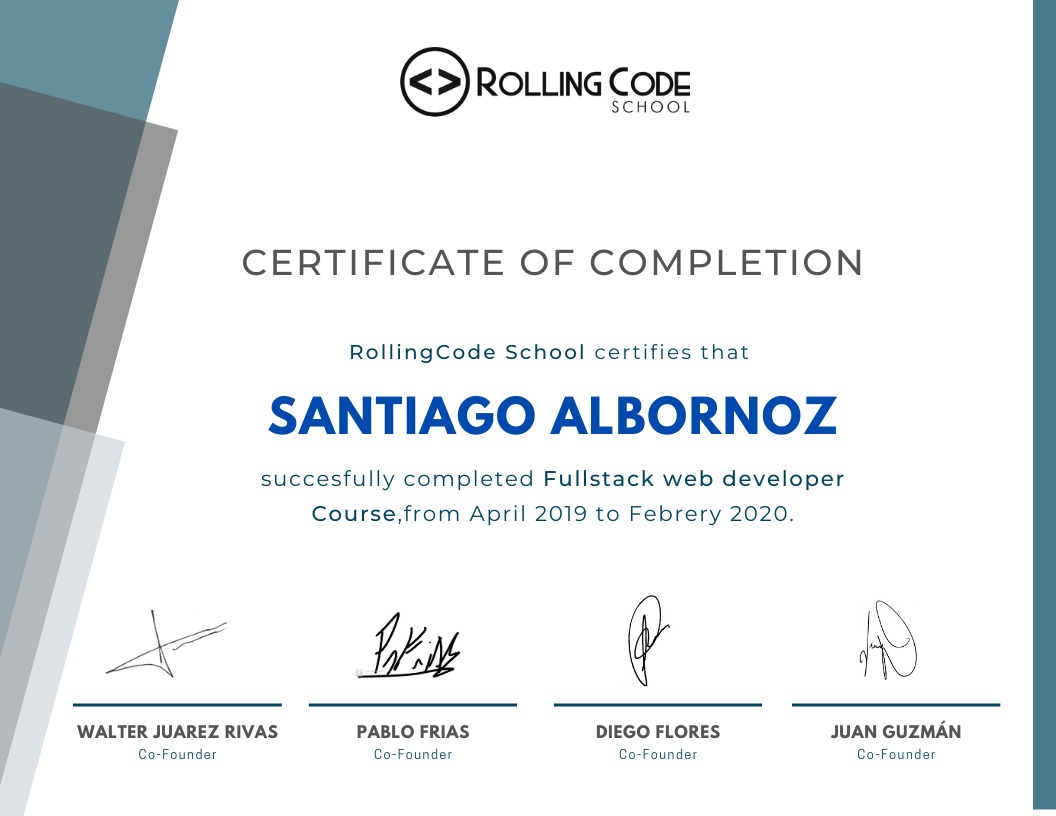 <> ROLLING CODE
SCHOOL
CERTIFICATE OF COMPLETION
RollingCode School certifies that
SANTIAGO ALBORNOZ
succesfully completed Fullstack web developer
Course,from April 2019 to Febrery 2020.
WALTER JUAREZ RIVAS
Co-Founder
PABLO FRIAS
Co-Founder
DIEGO FLORES
Co-Founder
JUAN GUZMÁN
Co-Founder